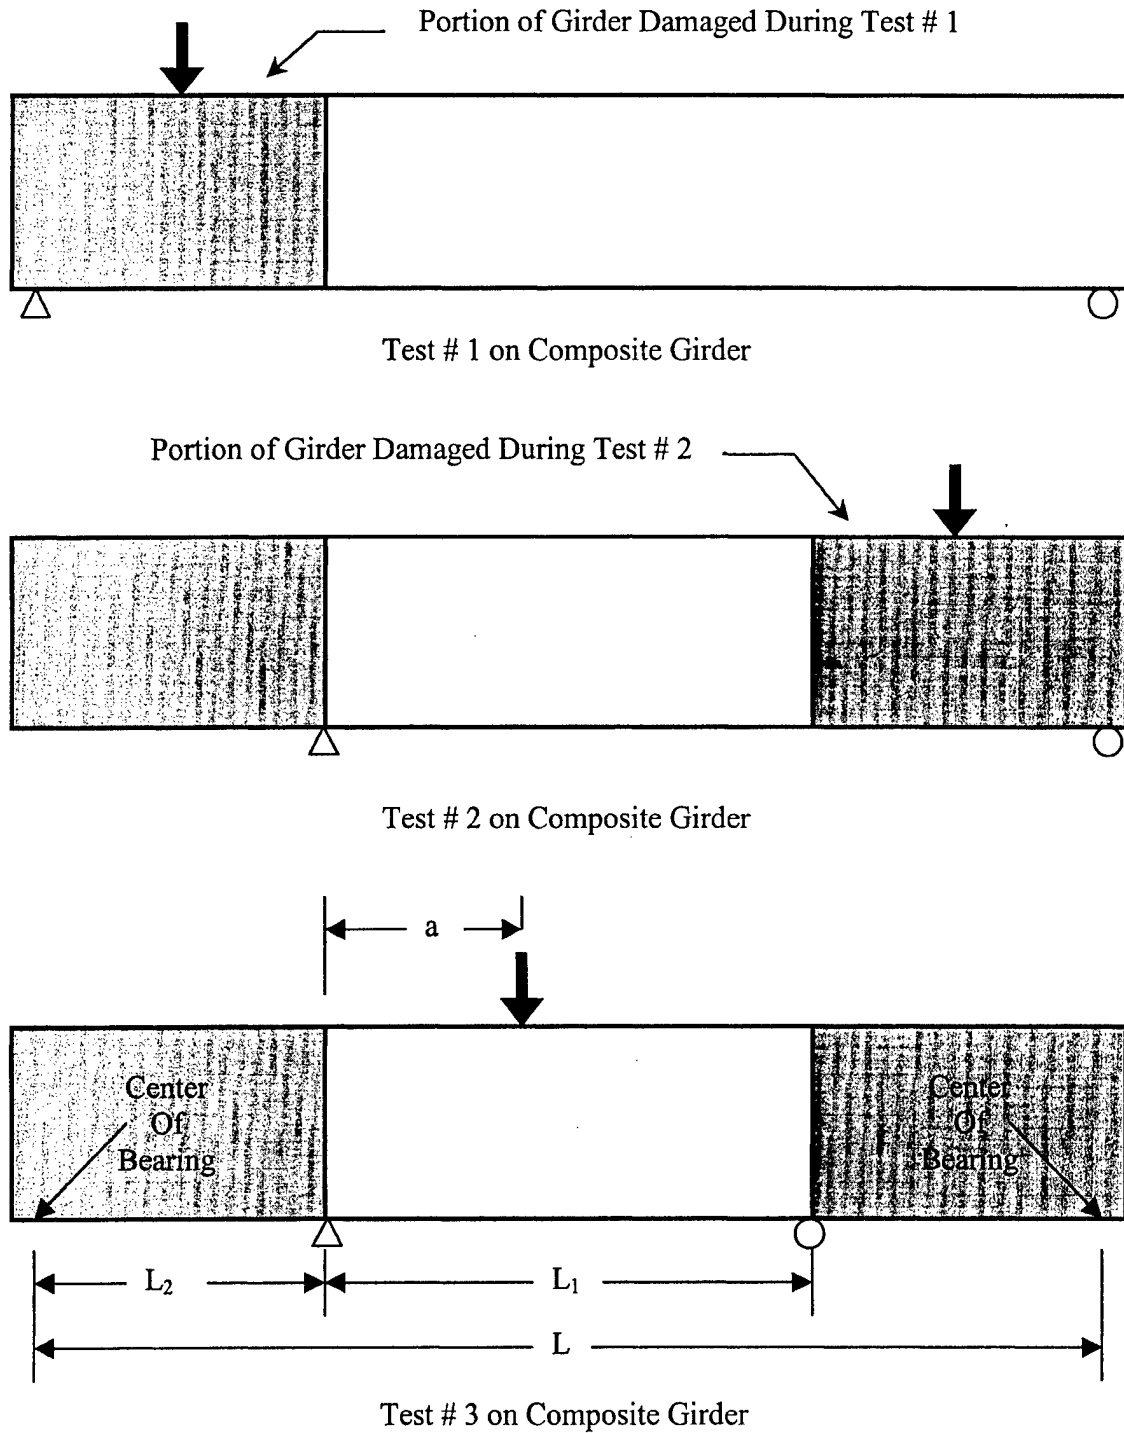 Portion of Girder Damaged During Test # 1
Test # 1 on Composite Girder
Portion of Girder Damaged During Test # 2
Test # 2 on Composite Girder
a
Center
Of
Bearing
Center
Of
Bearing
L₂
L₁
L
Test # 3 on Composite Girder